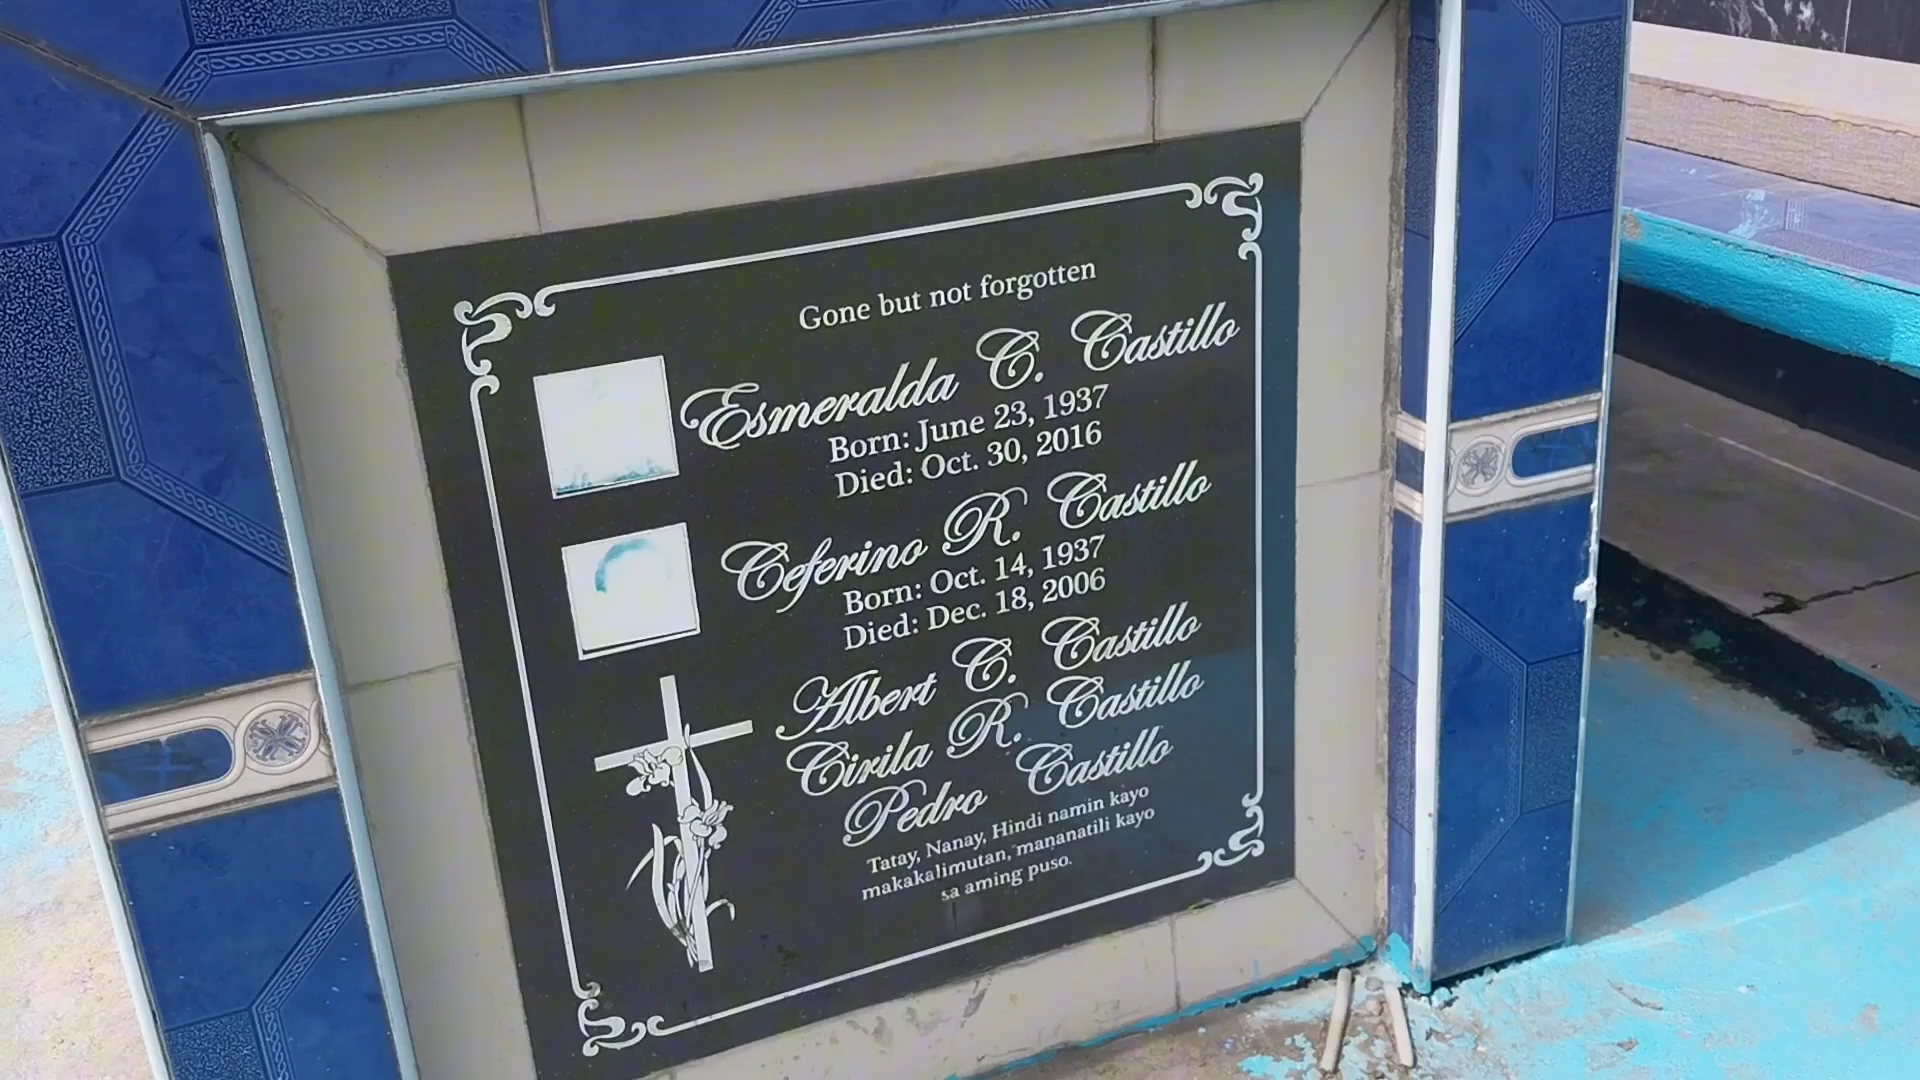 Gone but not forgotten
Esmeralda C. Castillo
Born: June 23, 1937
Died: Oct. 30, 2016
Ceferino R. Castillo
Born: Oct. 14, 1937
Died: Dec. 18, 2006
Albert C. Castillo
Cirila R. Castillo
Pedro Castillo
Tatay, Nanay, Hindi namin kayo
makakalimutan, mananatili kayo
sa aming puso.